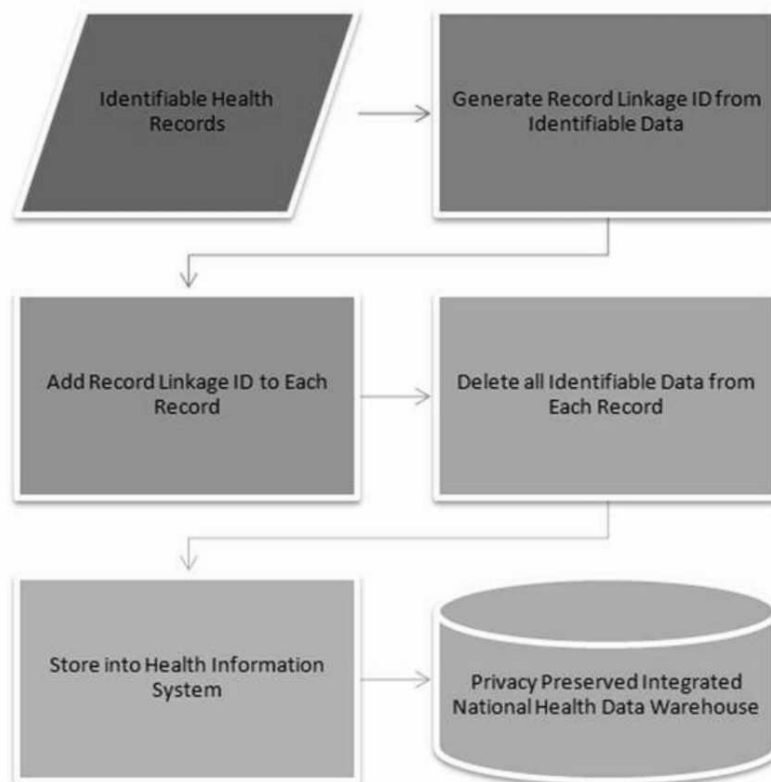 Identifiable Health
Records
Generate Record Linkage ID from
Identifiable Data
Add Record Linkage ID to Each
Record
Delete all Identifiable Data from
Each Record
Store into Health Information
System
Privacy Preserved Integrated
National Health Data Warehouse